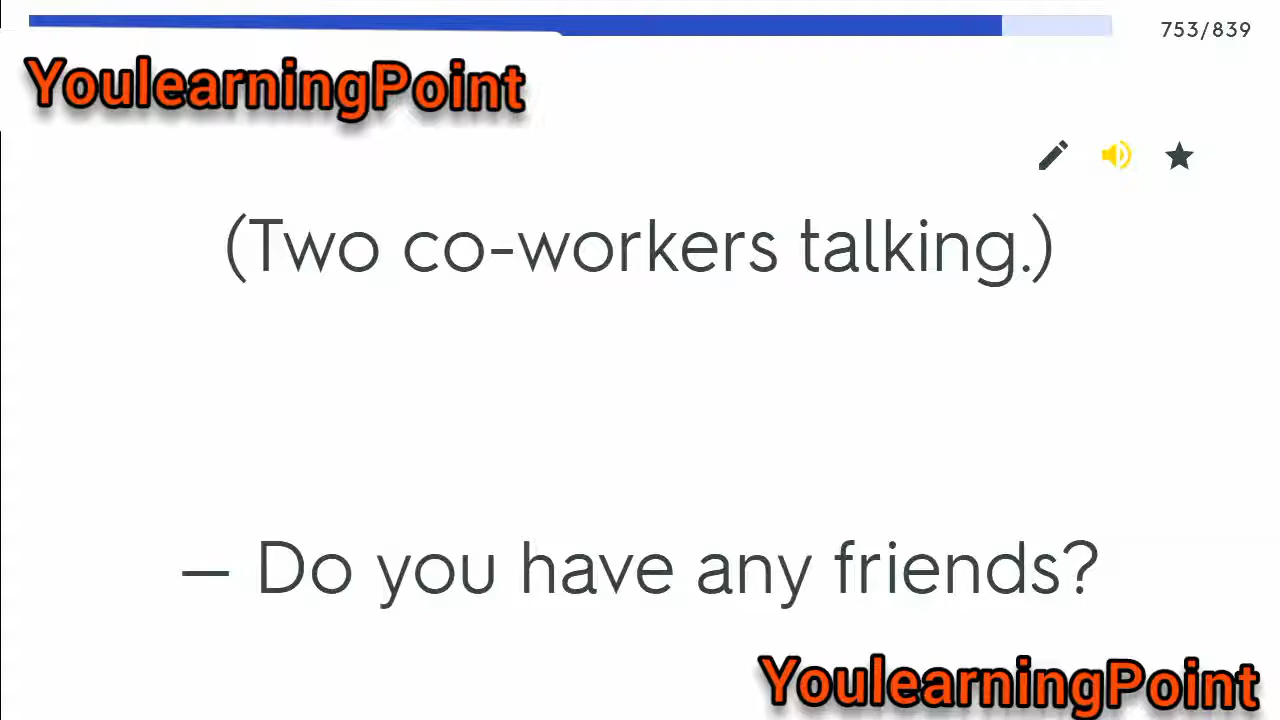 753/839
YoulearningPoint
(Two co-workers talking.)
– Do you have any friends?
YoulearningPoint